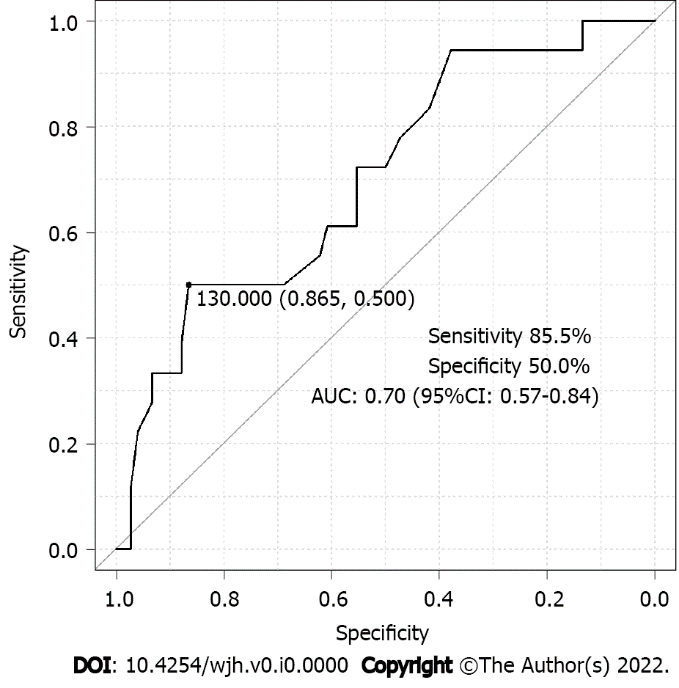 1.0
0.8
0.6
0.4
0.2
0.0
Sensitivity
130.000 (0.865, 0.500)
Sensitivity 85.5%
Specificity 50.0%
AUC: 0.70 (95%CI: 0.57-0.84)
1.0 0.8 0.6 0.4 0.2 0.0
Specificity
DOI: 10.4254/wjh.v0.i0.0000 Copyright ©The Author(s) 2022.